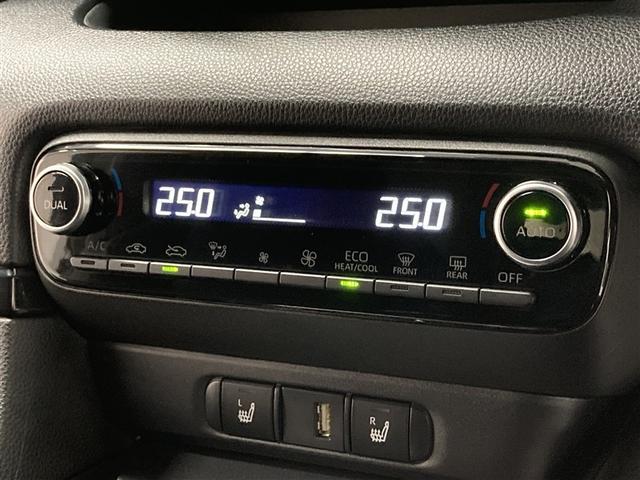 DUAL
25.0 25.0
AUTO
A/C ECO HEAT/COOL FRONT REAR OFF
L R